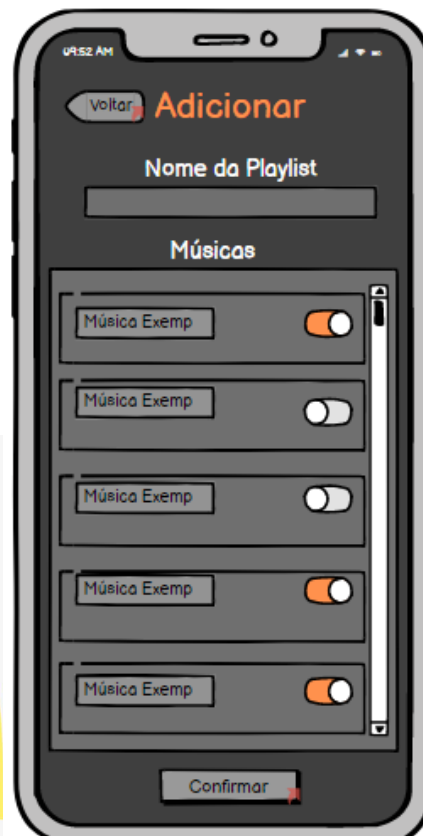 09:52 AM
Voltar
Adicionar
Nome da Playlist
Músicas
Música Exemp
Música Exemp
Música Exemp
Música Exemp
Música Exemp
Confirmar